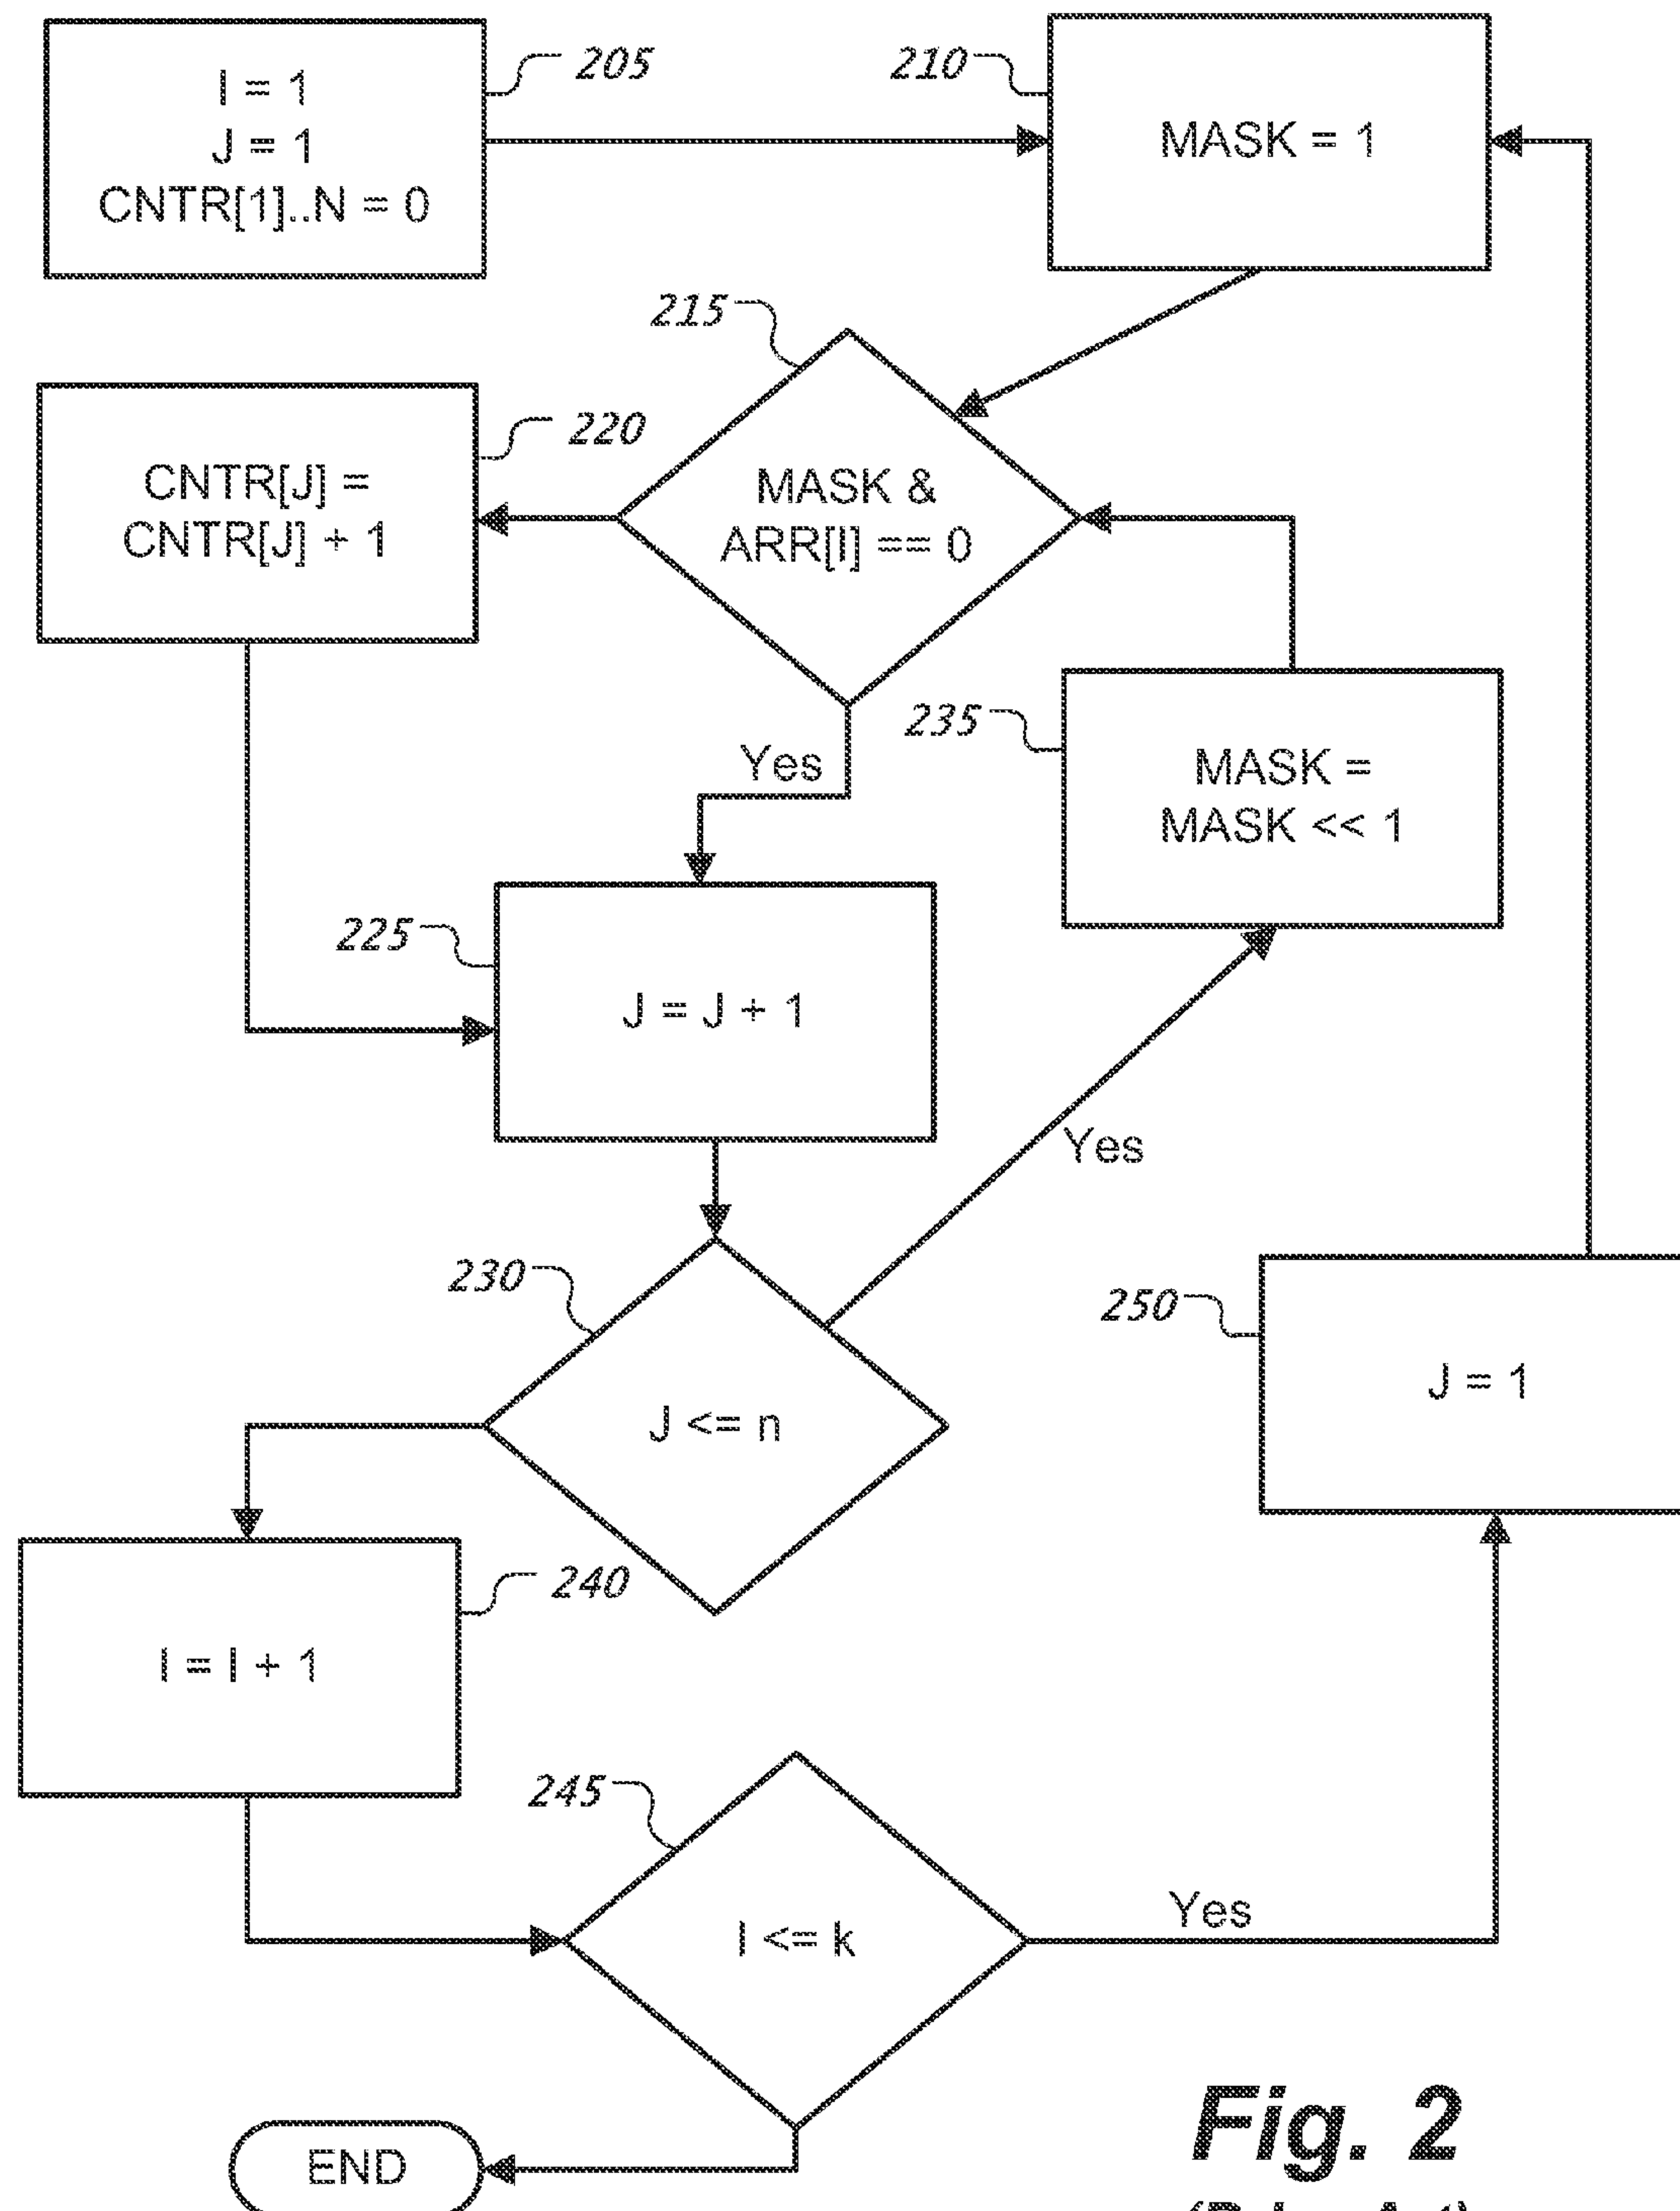 I = 1
J = 1
CNTR[1]..N = 0
205
210
MASK = 1
215
MASK &
ARR[I] == 0
220
CNTR[J] =
CNTR[J] + 1
Yes
235
MASK =
MASK << 1
225
J = J + 1
Yes
230
J <= n
250
J = 1
240
I = I + 1
245
I <= k
Yes
END
Fig. 2